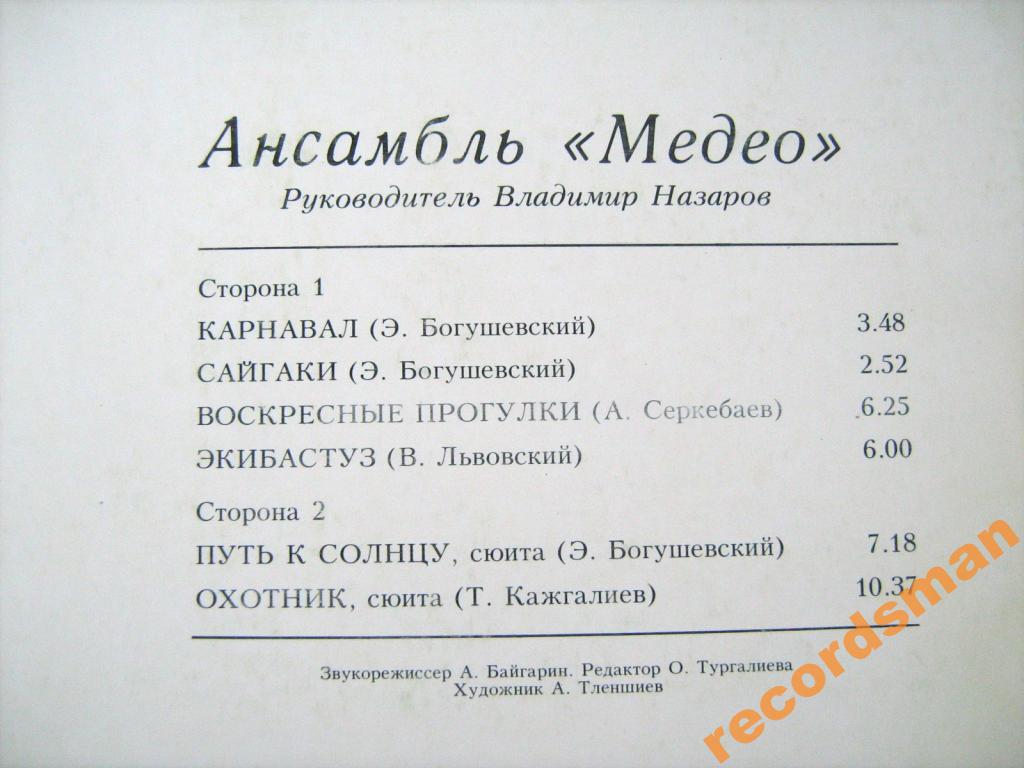 Ансамбль «Медео»
Руководитель Владимир Назаров
Сторона 1
КАРНАВАЛ (Э. Богушевский) 3.48
САЙГАКИ (Э. Богушевский) 2.52
ВОСКРЕСНЫЕ ПРОГУЛКИ (А. Серкебаев) 6.25
ЭКИБАСТУЗ (В. Львовский) 6.00
Сторона 2
ПУТЬ К СОЛНЦУ, сюита (Э. Богушевский) 7.18
ОХОТНИК, сюита (Т. Кажгалиев) 10.37
Звукорежиссер А. Байгарин. Редактор О. Тургалиева
Художник А. Тленшиев
recordsman